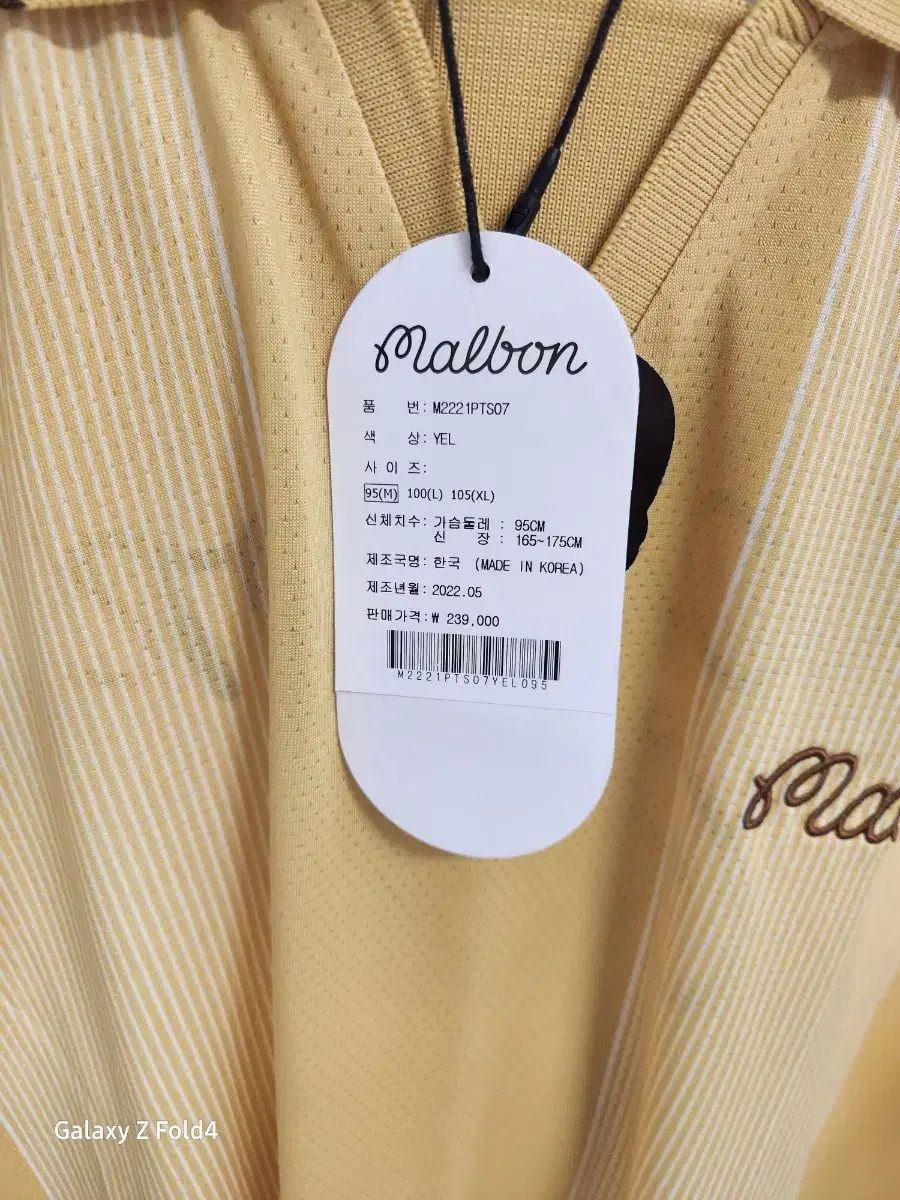 malbon
품 번: M2221PTS07
색 상: YEL
사 이 즈:
95(M) 100(L) 105(XL)
신체치수: 가슴둘레 : 95CM
신 장 : 165~175CM
제조국명: 한국 (MADE IN KOREA)
제조년월: 2022.05
판매가격:₩ 239,000
M2221PTS07YEL095
Galaxy Z Fold4